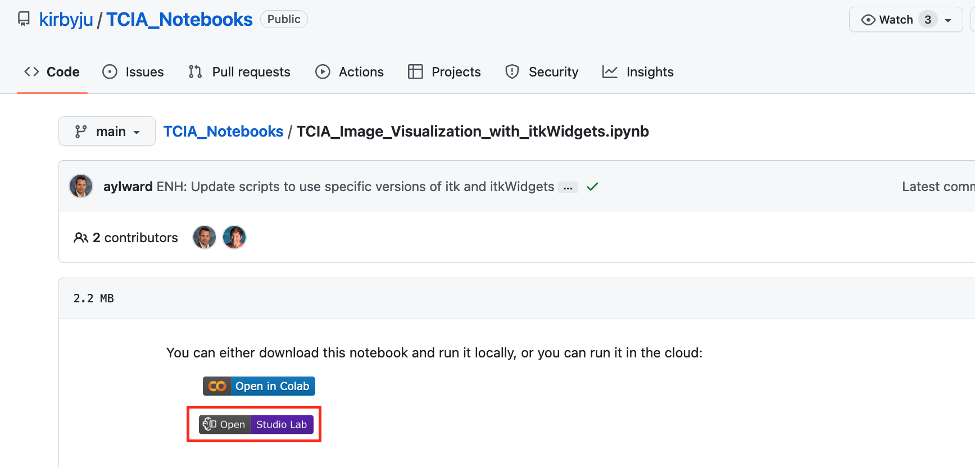 kirbyju / TCIA_Notebooks Public
Watch 3
Code Issues Pull requests Actions Projects Security Insights
main TCIA_Notebooks / TCIA_Image_Visualization_with_itkWidgets.ipynb
aylward ENH: Update scripts to use specific versions of itk and itkWidgets ... Latest comm
2 contributors
2.2 MB
You can either download this notebook and run it locally, or you can run it in the cloud:
Open in Colab
Open Studio Lab